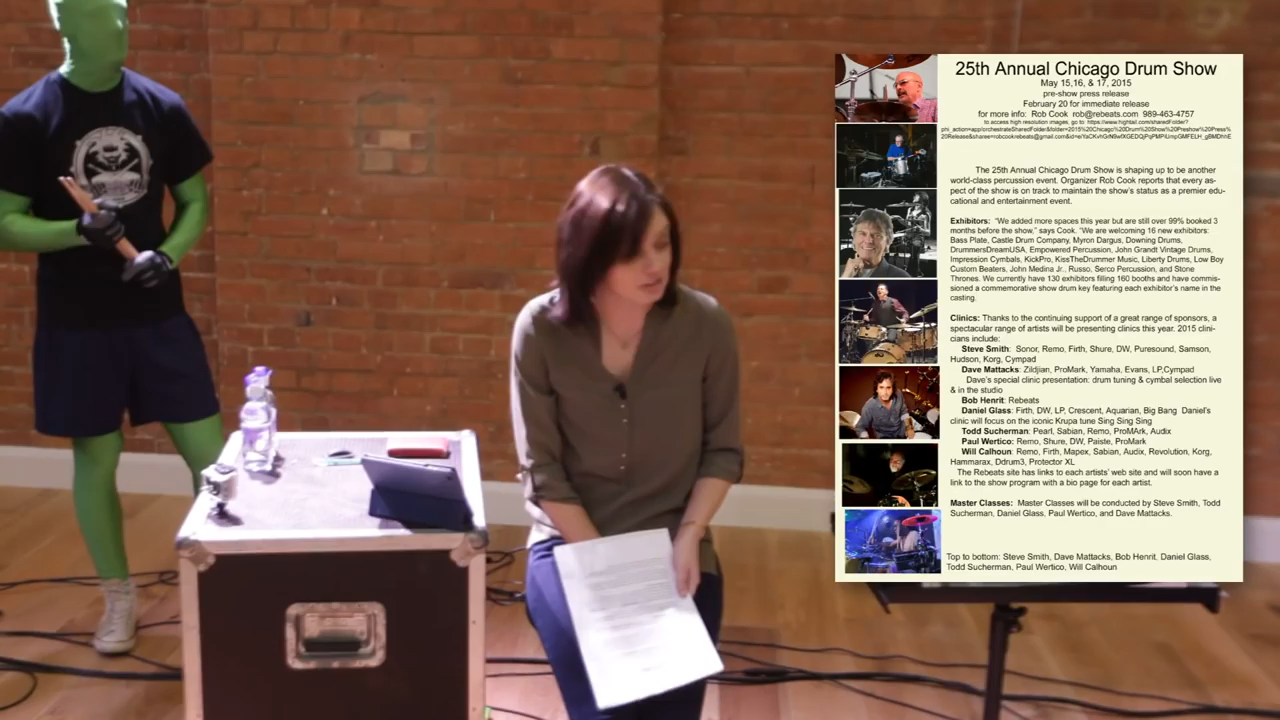 25th Annual Chicago Drum Show
May 15,16, & 17, 2015
pre-show press release
February 20 for immediate release
for more info: Rob Cook rob@rebeats.com 989-463-4757
to access high resolution images, go to: https://www.hightail.com/sharedFolder?
The 25th Annual Chicago Drum Show is shaping up to be another
world-class percussion event. Organizer Rob Cook reports that every as-
pect of the show is on track to maintain the show's status as a premier edu-
cational and entertainment event.
Exhibitors: "We added more spaces this year but are still over 99% booked 3
months before the show," says Cook. "We are welcoming 16 new exhibitors:
Bass Plate, Castle Drum Company, Myron Dargus, Downing Drums,
DrummersDreamUSA, Empowered Percussion, John Grandt Vintage Drums,
Impression Cymbals, KickPro, KissTheDrummer Music, Liberty Drums, Low Boy
Custom Beaters, John Medina Jr., Russo, Serco Percussion, and Stone
Thrones. We currently have 130 exhibitors filling 160 booths and have commis-
sioned a commemorative show drum key featuring each exhibitor's name in the
casting.
Clinics: Thanks to the continuing support of a great range of sponsors, a
spectacular range of artists will be presenting clinics this year. 2015 clini-
cians include:
Steve Smith: Sonor, Remo, Firth, Shure, DW, Puresound, Samson,
Hudson, Korg, Cympad
Dave Mattacks: Zildjian, ProMark, Yamaha, Evans, LP,Cympad
Dave's special clinic presentation: drum tuning & cymbal selection live
& in the studio
Bob Henrit: Rebeats
Daniel Glass: Firth, DW, LP, Crescent, Aquarian, Big Bang Daniel's
clinic will focus on the iconic Krupa tune Sing Sing Sing
Todd Sucherman: Pearl, Sabian, Remo, ProMArk, Audix
Paul Wertico: Remo, Shure, DW, Paiste, ProMark
Will Calhoun: Remo, Firth, Mapex, Sabian, Audix, Revolution, Korg,
Hammarax, Ddrum3, Protector XL
The Rebeats site has links to each artists' web site and will soon have a
link to the show program with a bio page for each artist.
Master Classes: Master Classes will be conducted by Steve Smith, Todd
Sucherman, Daniel Glass, Paul Wertico, and Dave Mattacks.
Top to bottom: Steve Smith, Dave Mattacks, Bob Henrit, Daniel Glass,
Todd Sucherman, Paul Wertico, Will Calhoun